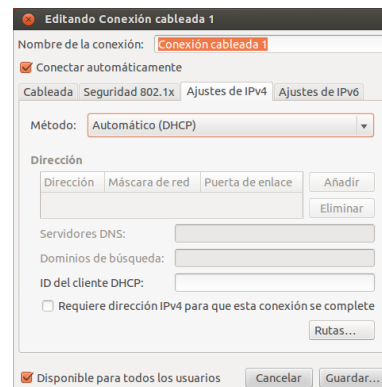 Editando Conexión cableada 1
Nombre de la conexión: Conexión cableada 1
Conectar automáticamente
Cableada Seguridad 802.1x Ajustes de IPv4 Ajustes de IPv6
Método: Automático (DHCP)
Dirección
Dirección Máscara de red Puerta de enlace Añadir
Eliminar
Servidores DNS:
Dominios de búsqueda:
ID del cliente DHCP:
Requiere dirección IPv4 para que esta conexión se complete
Rutas...
Disponible para todos los usuarios Cancelar Guardar...